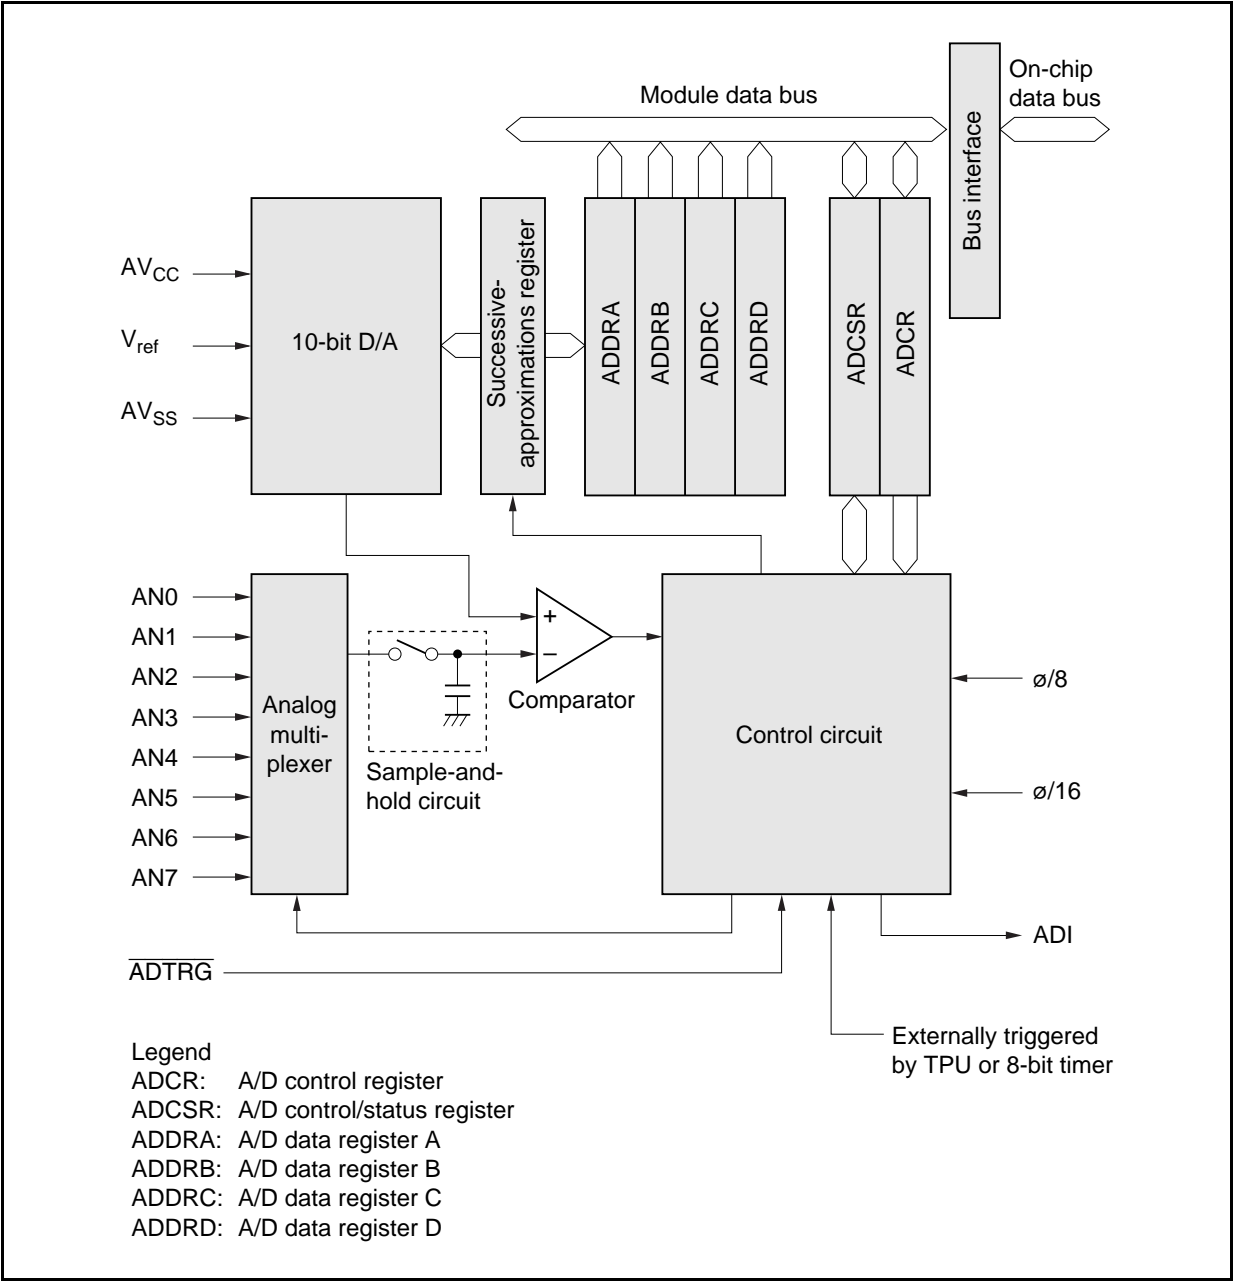 Module data bus
On-chip
data bus
Bus interface
AVCC
Vref
AVSS
10-bit D/A
Successive-
approximations register
ADDRA
ADDRB
ADDRC
ADDRD
ADCSR
ADCR
AN0
AN1
AN2
AN3
AN4
AN5
AN6
AN7
Analog
multi-
plexer
+
−
Comparator
Sample-and-
hold circuit
Control circuit
ø/8
ø/16
ADI
ADTRG
Externally triggered
by TPU or 8-bit timer
Legend
ADCR: A/D control register
ADCSR: A/D control/status register
ADDRA: A/D data register A
ADDRB: A/D data register B
ADDRC: A/D data register C
ADDRD: A/D data register D